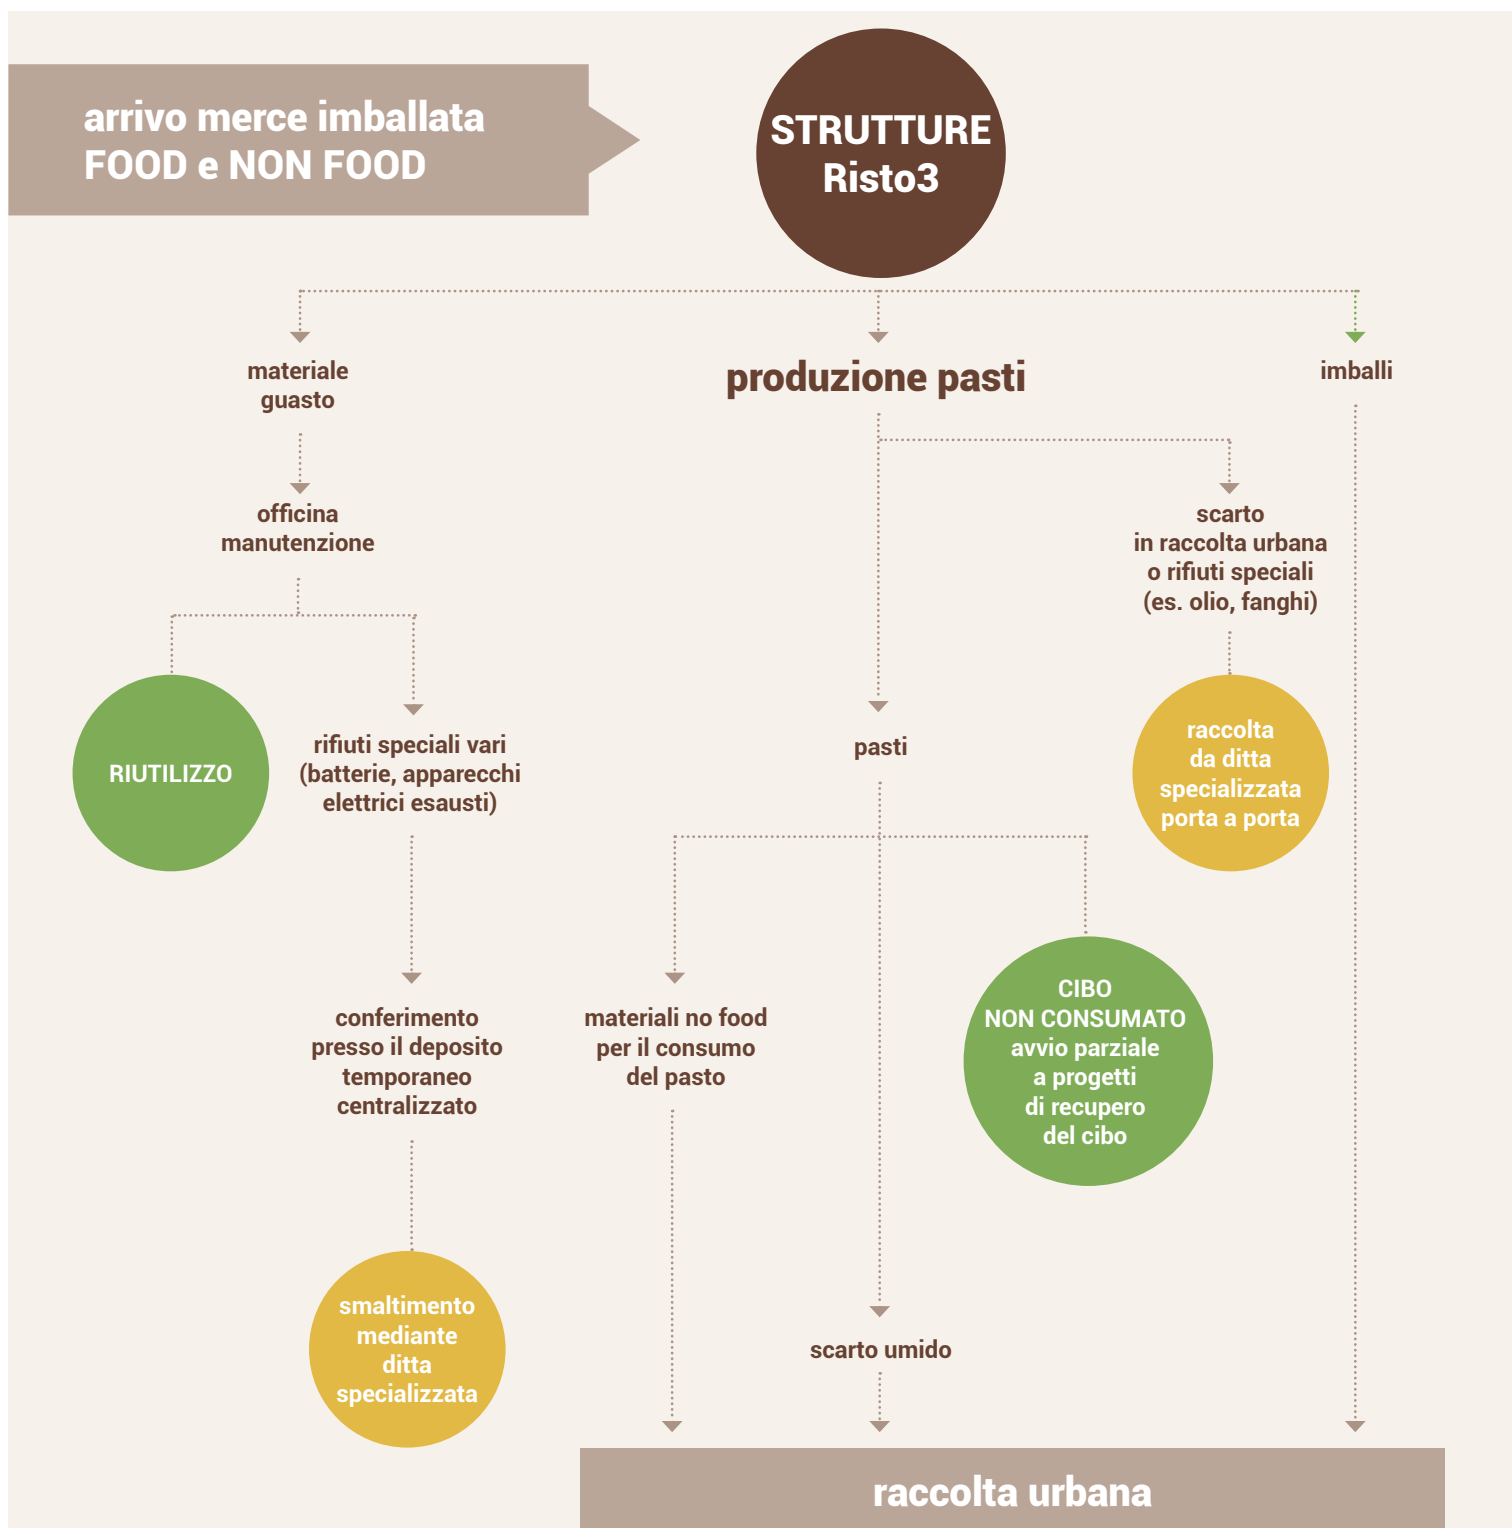 arrivo merce imballata
FOOD e NON FOOD
STRUTTURE
Risto3
materiale
guasto
produzione pasti
imballi
officina
manutenzione
scarto
in raccolta urbana
o rifiuti speciali
(es. olio, fanghi)
RIUTILIZZO
rifiuti speciali vari
(batterie, apparecchi
elettrici esausti)
pasti
raccolta
da ditta
specializzata
porta a porta
conferimento
presso il deposito
temporaneo
centralizzato
materiali no food
per il consumo
del pasto
CIBO
NON CONSUMATO
avvio parziale
a progetti
di recupero
del cibo
smaltimento
mediante
ditta
specializzata
scarto umido
raccolta urbana